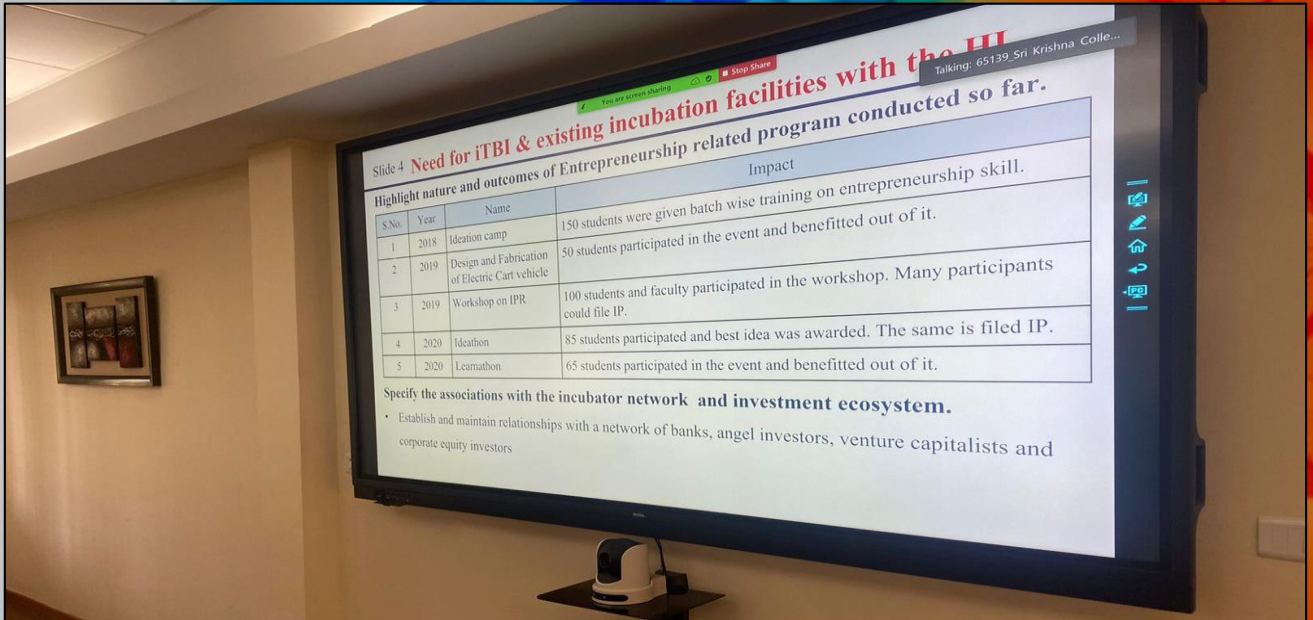 Talking: 65139_Sri Krishna Colle...
You are screen sharing Stop Share
Slide 4 Need for iTBI & existing incubation facilities with the HI
Highlight nature and outcomes of Entrepreneurship related program conducted so far.
S.No. Year Name Impact
1 2018 Ideation camp 150 students were given batch wise training on entrepreneurship skill.
2 2019 Design and Fabrication 50 students participated in the event and benefitted out of it.
of Electric Cart vehicle
3 2019 Workshop on IPR 100 students and faculty participated in the workshop. Many participants
could file IP.
4 2020 Ideathon 85 students participated and best idea was awarded. The same is filed IP.
5 2020 Learnathon 65 students participated in the event and benefitted out of it.
Specify the associations with the incubator network and investment ecosystem.
• Establish and maintain relationships with a network of banks, angel investors, venture capitalists and
corporate equity investors
PC